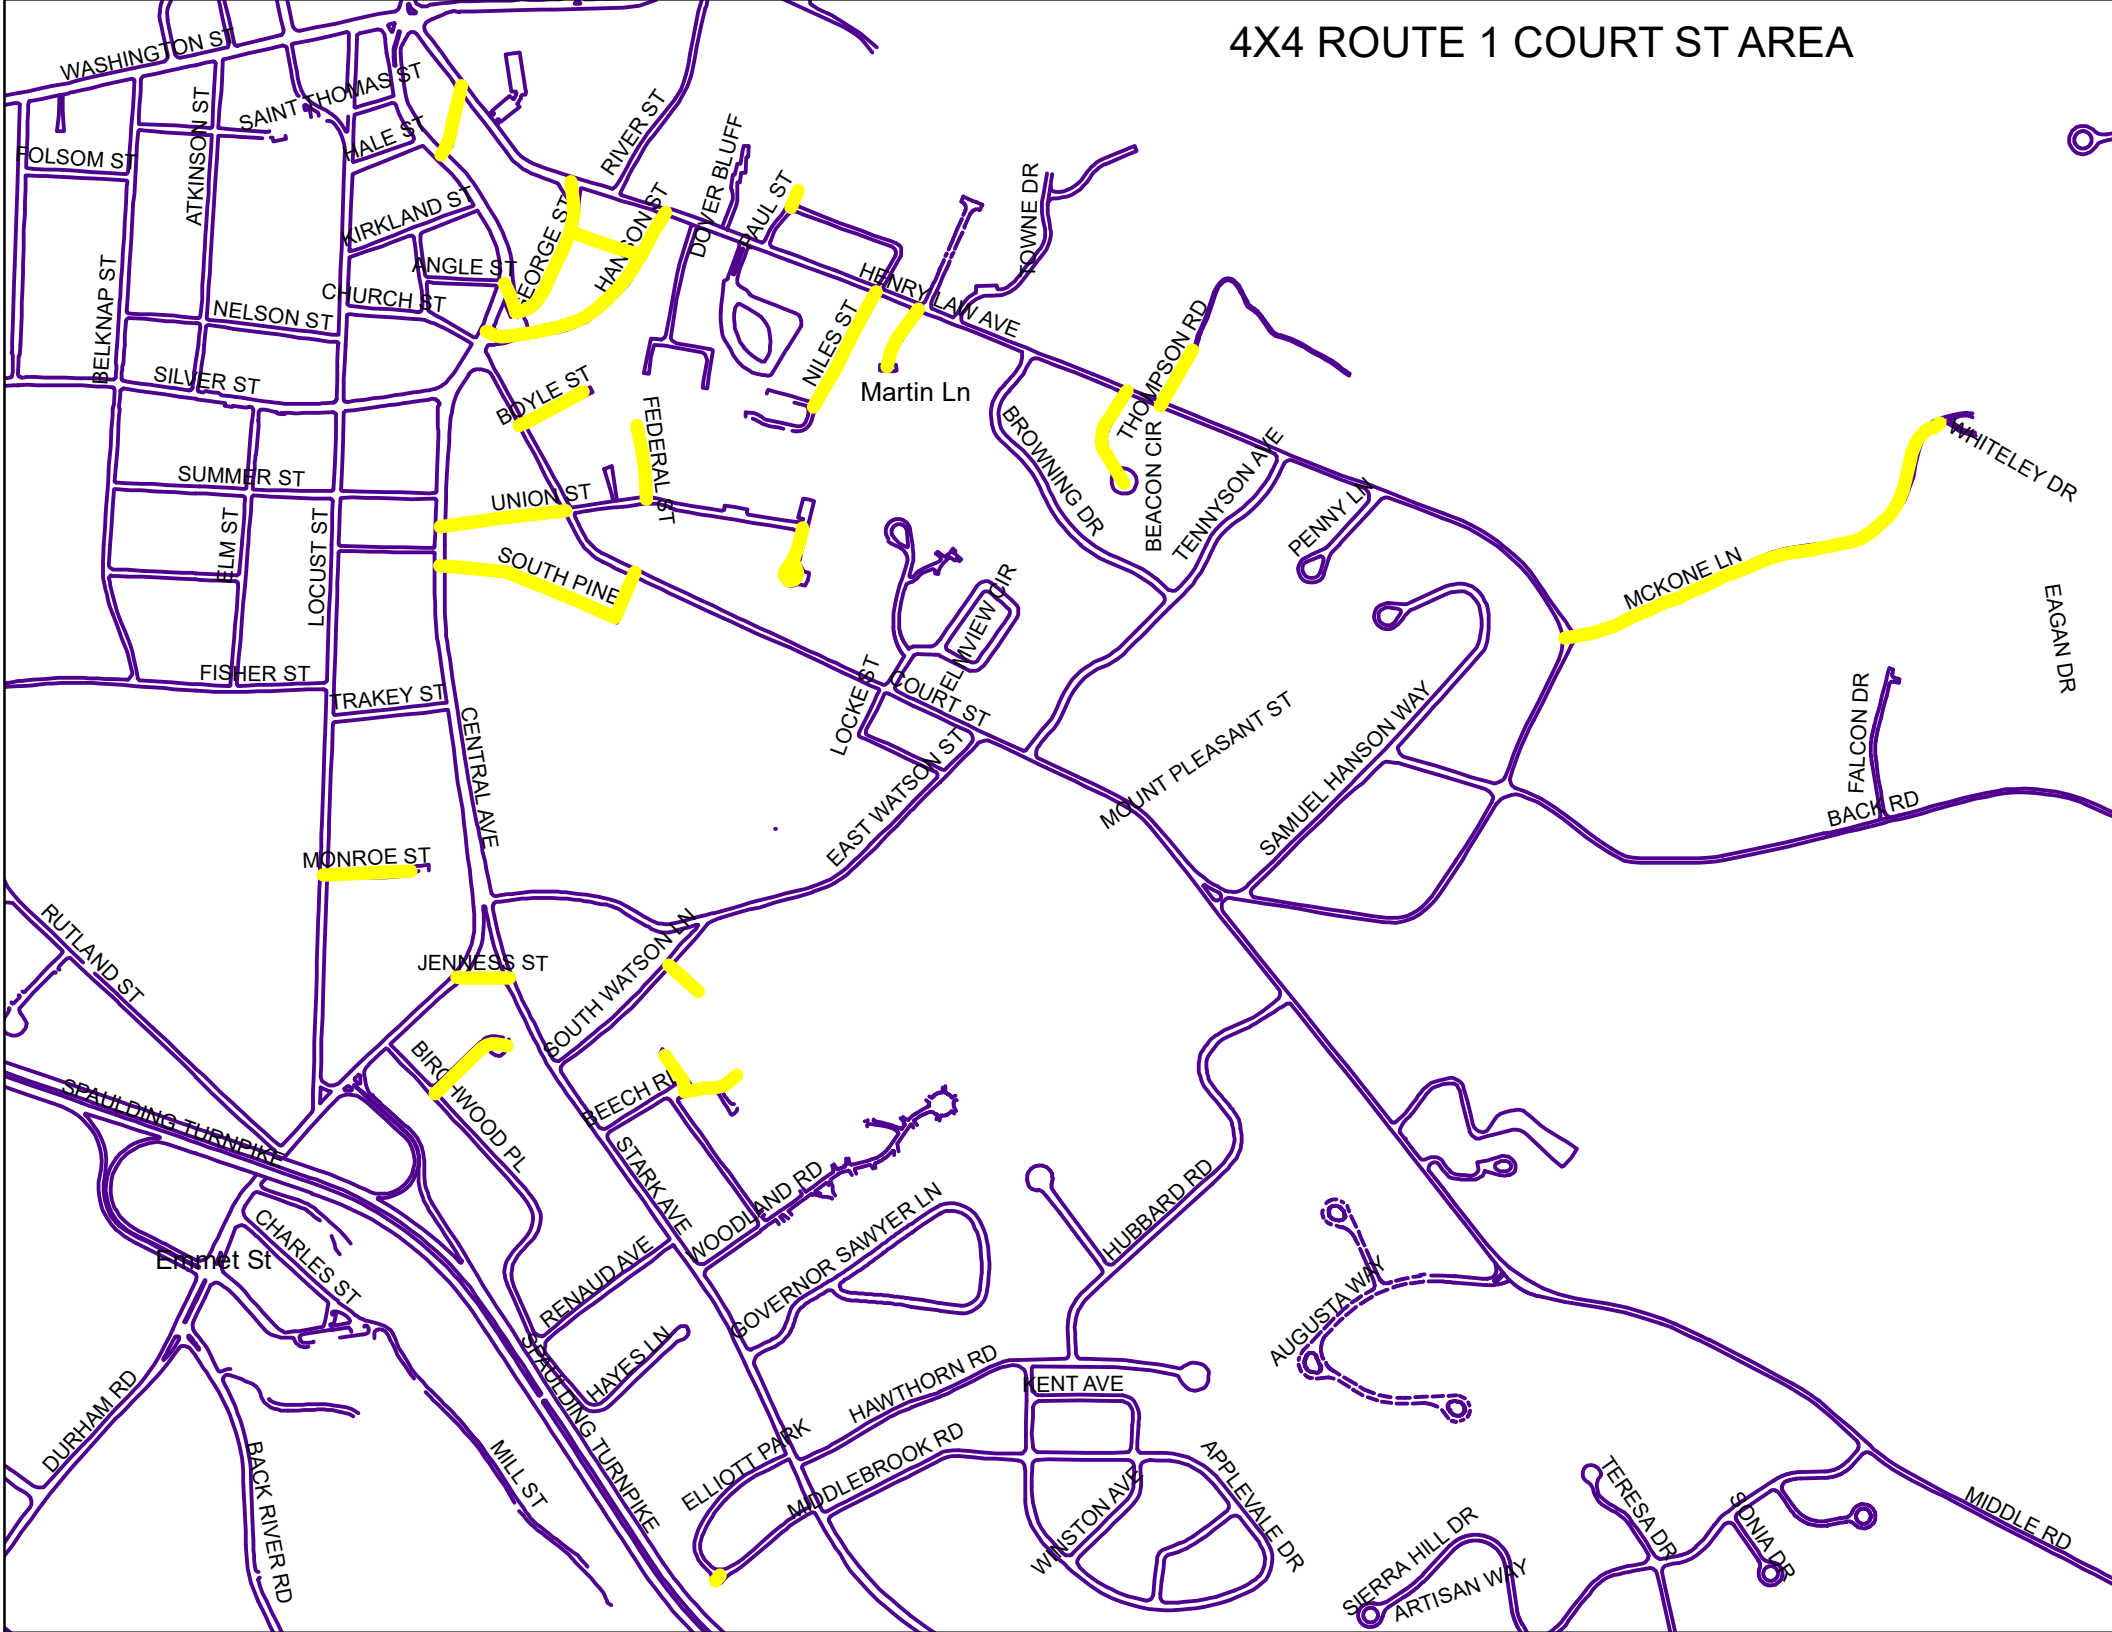 4X4 ROUTE 1 COURT ST AREA
WASHINGTON ST
SAINT THOMAS ST
ATKINSON ST
HALE ST
FOLSOM ST
RIVER ST
DOVER BLUFF
PAUL ST
TOWNE DR
KIRKLAND ST
GEORGE ST
HANSON ST
ANGLE ST
CHURCH ST
NELSON ST
BELKNAP ST
HENRY LAW AVE
NILES ST
THOMPSON RD
SILVER ST
BOYLE ST
Martin Ln
FEDERAL ST
BROWNING DR
BEACON CIR
TENNYSON AVE
WHITELEY DR
SUMMER ST
UNION ST
ELM ST
LOCUST ST
PENNY LN
SOUTH PINE
MCKONE LN
ELMVIEW CIR
EAGAN DR
FISHER ST
TRAKEY ST
LOCKE ST
COURT ST
CENTRAL AVE
MOUNT PLEASANT ST
SAMUEL HANSON WAY
FALCON DR
EAST WATSON ST
BACK RD
MONROE ST
RUTLAND ST
JENNESS ST
SOUTH WATSON LN
BIRCHWOOD PL
BEECH RD
SPAULDING TURNPIKE
STARK AVE
WOODLAND RD
HUBBARD RD
GOVERNOR SAWYER LN
CHARLES ST
Emmet St
RENAUD AVE
AUGUSTA WAY
HAYES LN
SPAULDING TURNPIKE
HAWTHORN RD
KENT AVE
DURHAM RD
ELLIOTT PARK
MIDDLEBROOK RD
MILL ST
BACK RIVER RD
WINSTON AVE
APPLEVALE DR
TERESA DR
SONIA DR
MIDDLE RD
SIERRA HILL DR
ARTISAN WAY